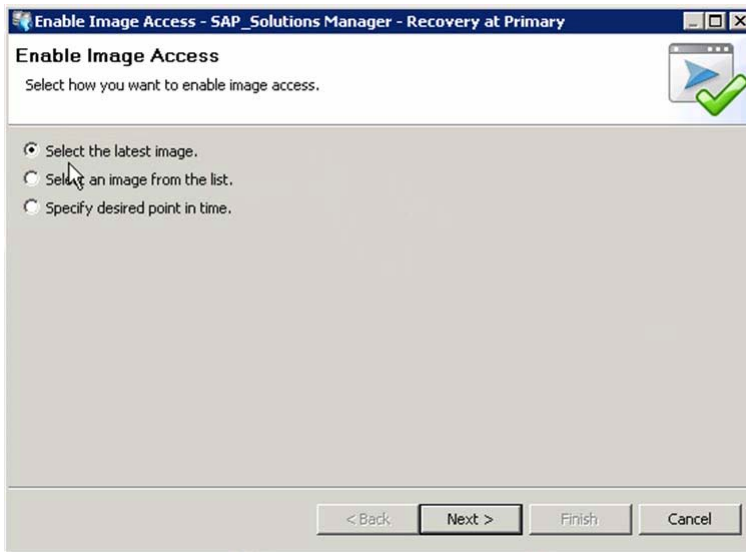 Enable Image Access - SAP_Solutions Manager - Recovery at Primary
Enable Image Access
Select how you want to enable image access.
Select the latest image.
Select an image from the list.
Specify desired point in time.
< Back
Next >
Finish
Cancel